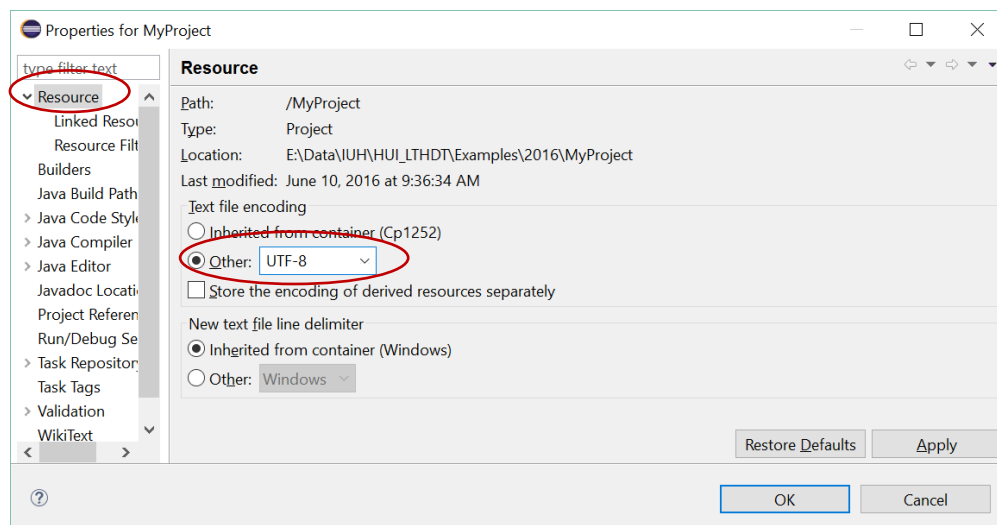 Properties for MyProject
type filter text
Resource
Linked Resou
Resource Filt
Builders
Java Build Path
Java Code Style
Java Compiler
Java Editor
Javadoc Locati
Project Referen
Run/Debug Se
Task Repository
Task Tags
Validation
WikiText
Resource
Path: /MyProject
Type: Project
Location: E:\Data\IUH\HUI_LTHDT\Examples\2016\MyProject
Last modified: June 10, 2016 at 9:36:34 AM
Text file encoding
Inherited from container (Cp1252)
Other: UTF-8
Store the encoding of derived resources separately
New text file line delimiter
Inherited from container (Windows)
Other: Windows
Restore Defaults Apply
? OK Cancel